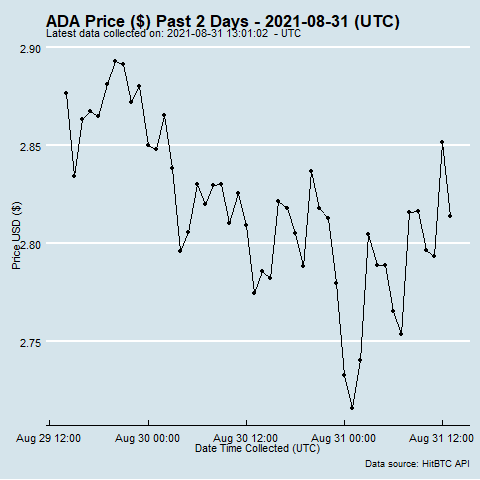 ADA Price ($) Past 2 Days - 2021-08-31 (UTC)
Latest data collected on: 2021-08-31 13:01:02  - UTC
2.90
2.85
2.80
2.75
Price USD ($)
Aug 29 12:00 Aug 30 00:00 Aug 30 12:00 Aug 31 00:00 Aug 31 12:00
Date Time Collected (UTC)
Data source: HitBTC API